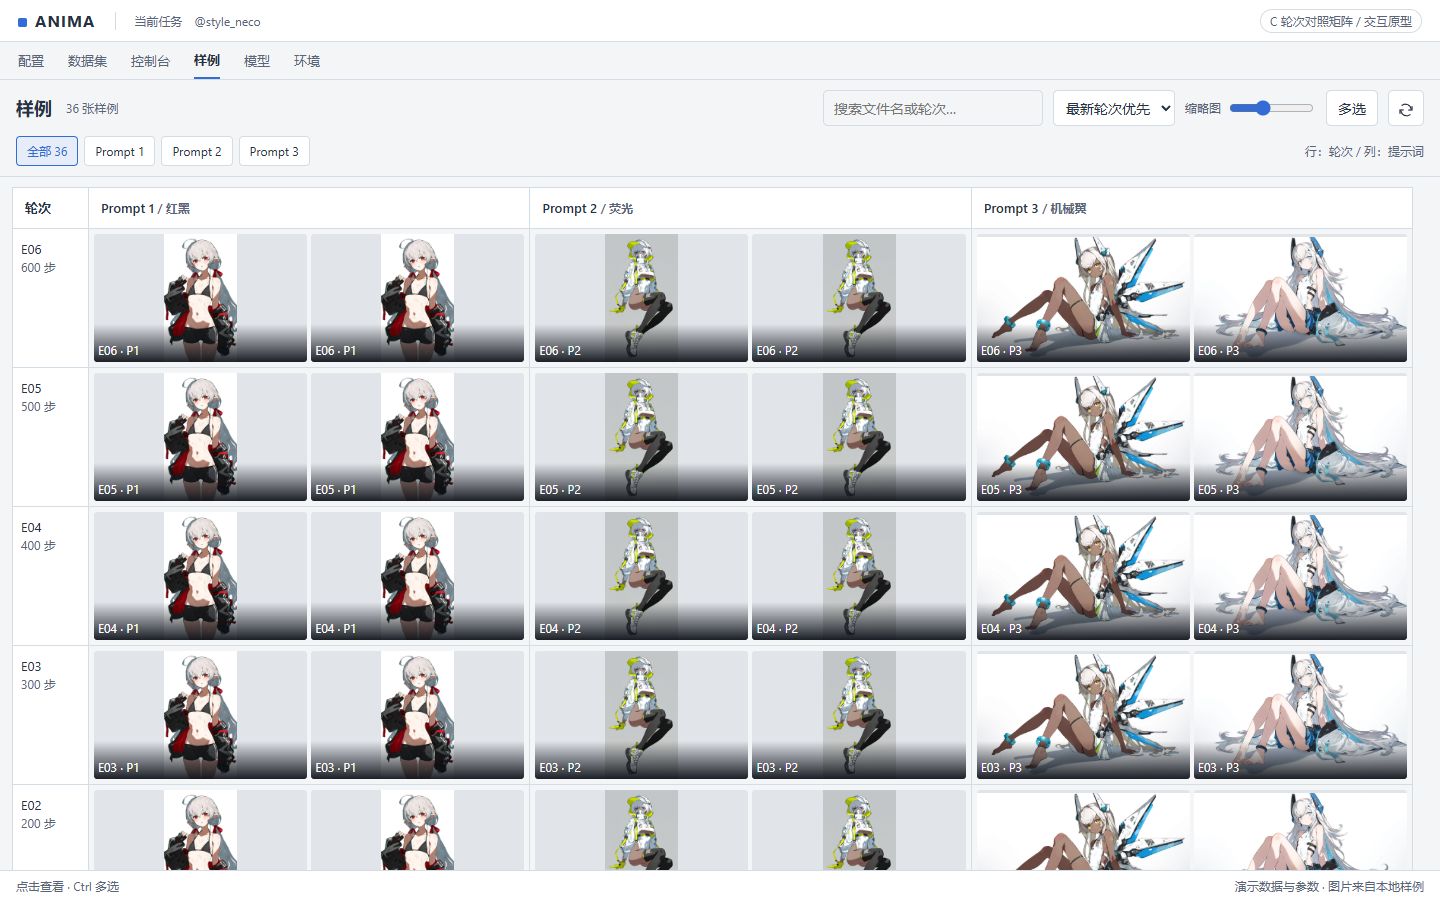 ANIMA
当前任务 @style_neco
C 轮次对照矩阵 / 交互原型
配置 数据集 控制台 样例 模型 环境
样例 36 张样例
搜索文件名或轮次... 最新轮次优先 缩略图 多选
全部 36 Prompt 1 Prompt 2 Prompt 3
行：轮次 / 列：提示词
轮次 Prompt 1 / 红黑 Prompt 2 / 荧光 Prompt 3 / 机械翼
E06
600 步
E06 · P1 E06 · P1 E06 · P2 E06 · P2 E06 · P3 E06 · P3
E05
500 步
E05 · P1 E05 · P1 E05 · P2 E05 · P2 E05 · P3 E05 · P3
E04
400 步
E04 · P1 E04 · P1 E04 · P2 E04 · P2 E04 · P3 E04 · P3
E03
300 步
E03 · P1 E03 · P1 E03 · P2 E03 · P2 E03 · P3 E03 · P3
E02
200 步
点击查看 · Ctrl 多选
演示数据与参数 · 图片来自本地样例